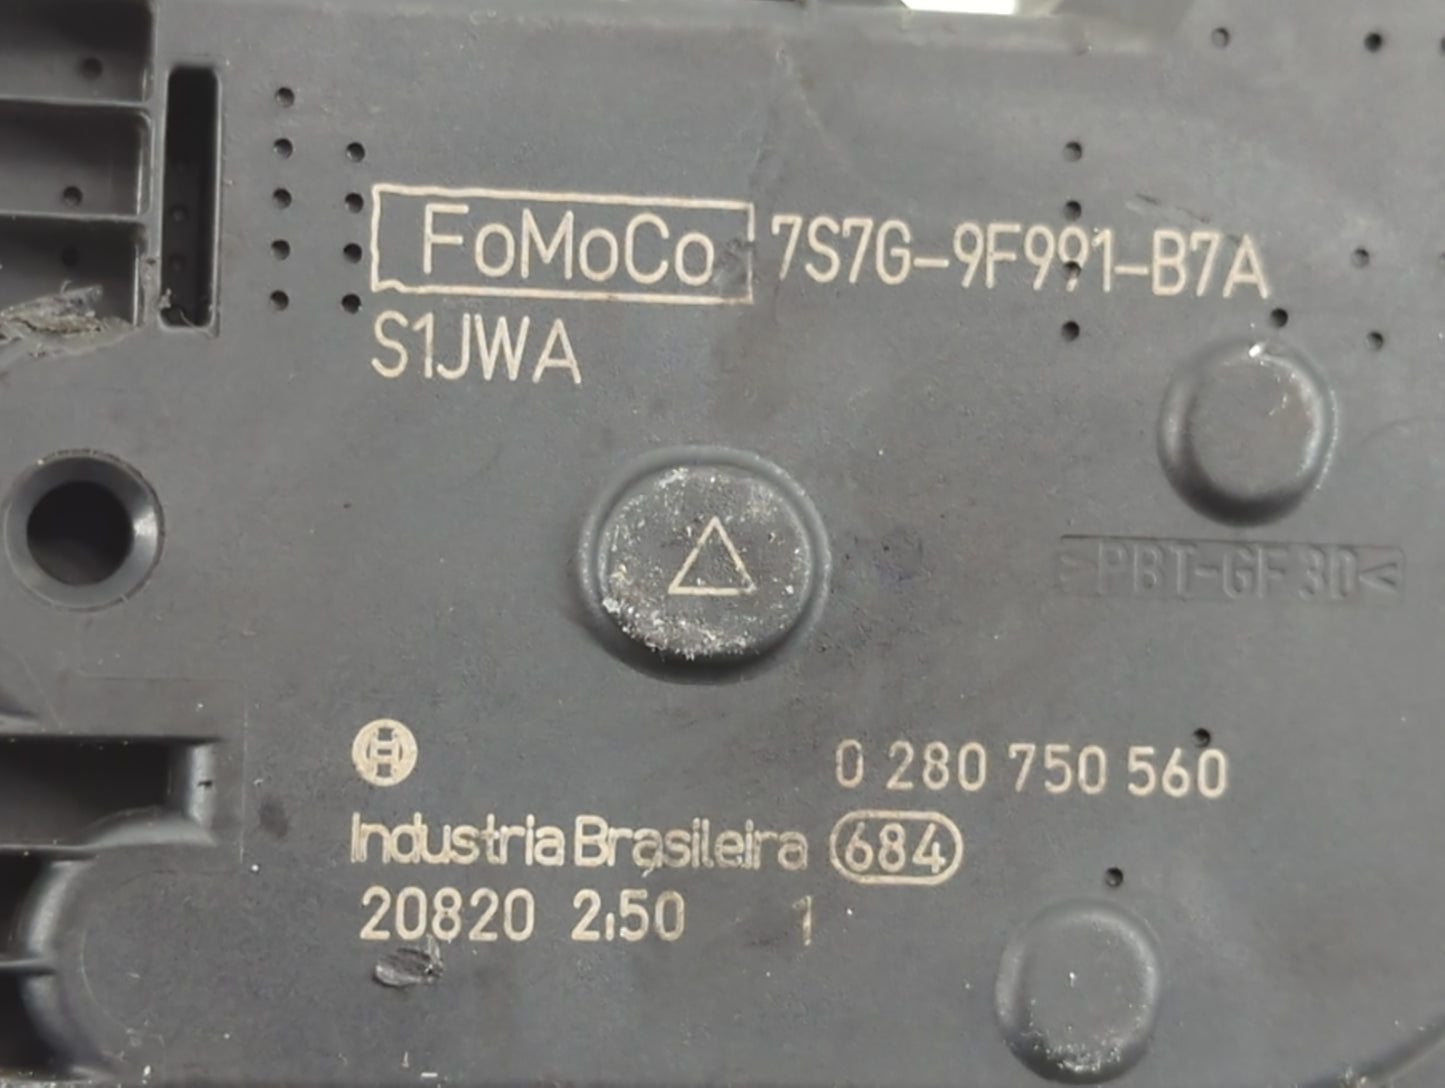 FoMoCo 7S7G-9F991-B7A
S1JWA
>PBT-GF30<
0 280 750 560
Industria Brasileira 684
20820 2.50 1